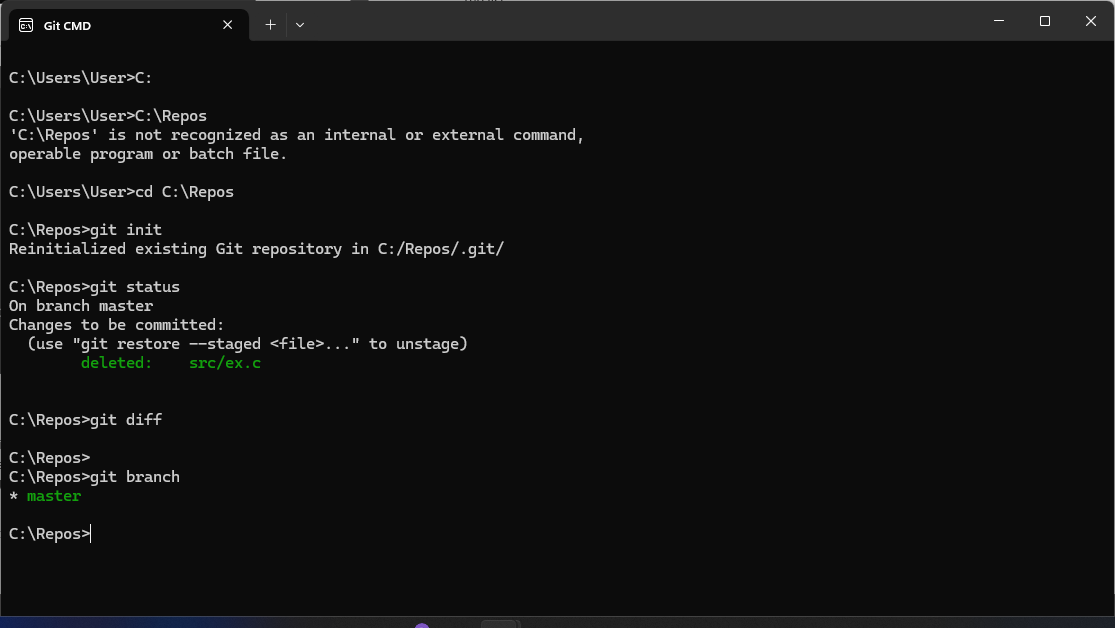 Git CMD
C:\Users\User>C:
C:\Users\User>C:\Repos
'C:\Repos' is not recognized as an internal or external command,
operable program or batch file.
C:\Users\User>cd C:\Repos
C:\Repos>git init
Reinitialized existing Git repository in C:/Repos/.git/
C:\Repos>git status
On branch master
Changes to be committed:
  (use "git restore --staged <file>..." to unstage)
        deleted:    src/ex.c
C:\Repos>git diff
C:\Repos>
C:\Repos>git branch
* master
C:\Repos>